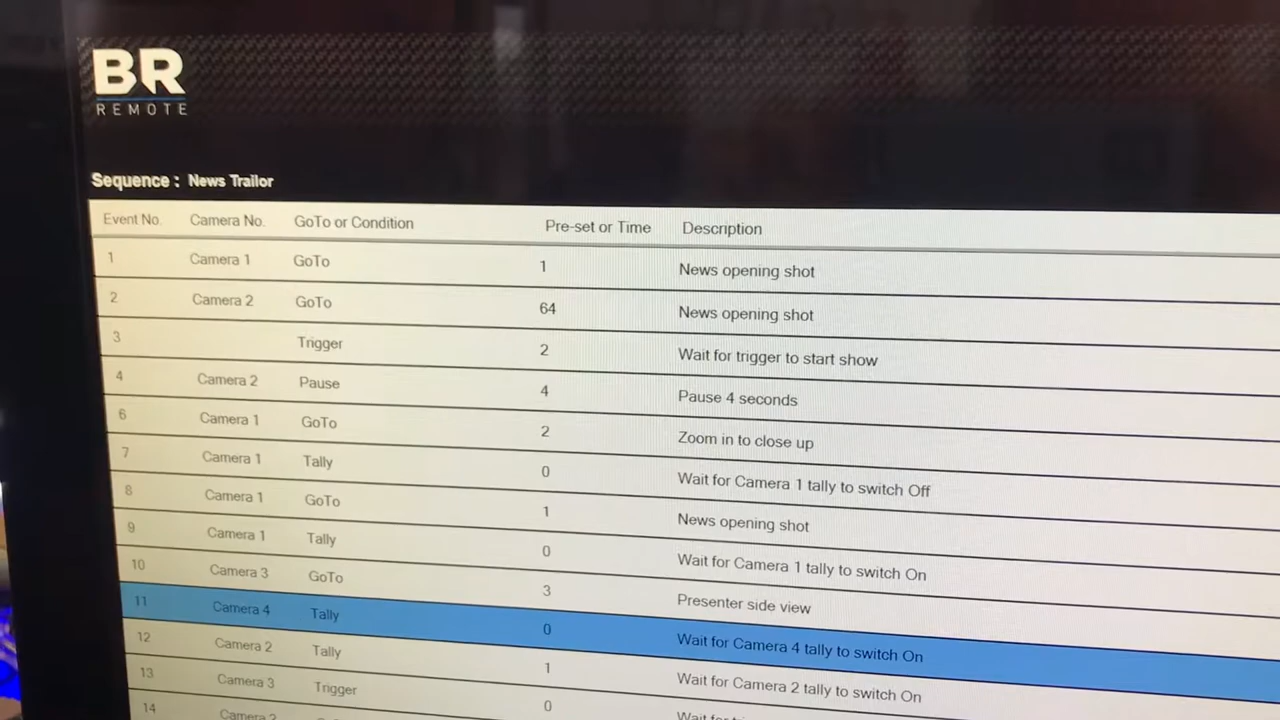 BR
REMOTE
Sequence : News Trailor
Event No. Camera No. GoTo or Condition Pre-set or Time Description
1 Camera 1 GoTo 1 News opening shot
2 Camera 2 GoTo 64 News opening shot
3 Trigger 2 Wait for trigger to start show
4 Camera 2 Pause 4 Pause 4 seconds
6 Camera 1 GoTo 2 Zoom in to close up
7 Camera 1 Tally 0 Wait for Camera 1 tally to switch Off
8 Camera 1 GoTo 1 News opening shot
9 Camera 1 Tally 0 Wait for Camera 1 tally to switch On
10 Camera 3 GoTo 3 Presenter side view
11 Camera 4 Tally 0 Wait for Camera 4 tally to switch On
12 Camera 2 Tally 1 Wait for Camera 2 tally to switch On
13 Camera 3 Trigger 0 Wait for
14 Camera